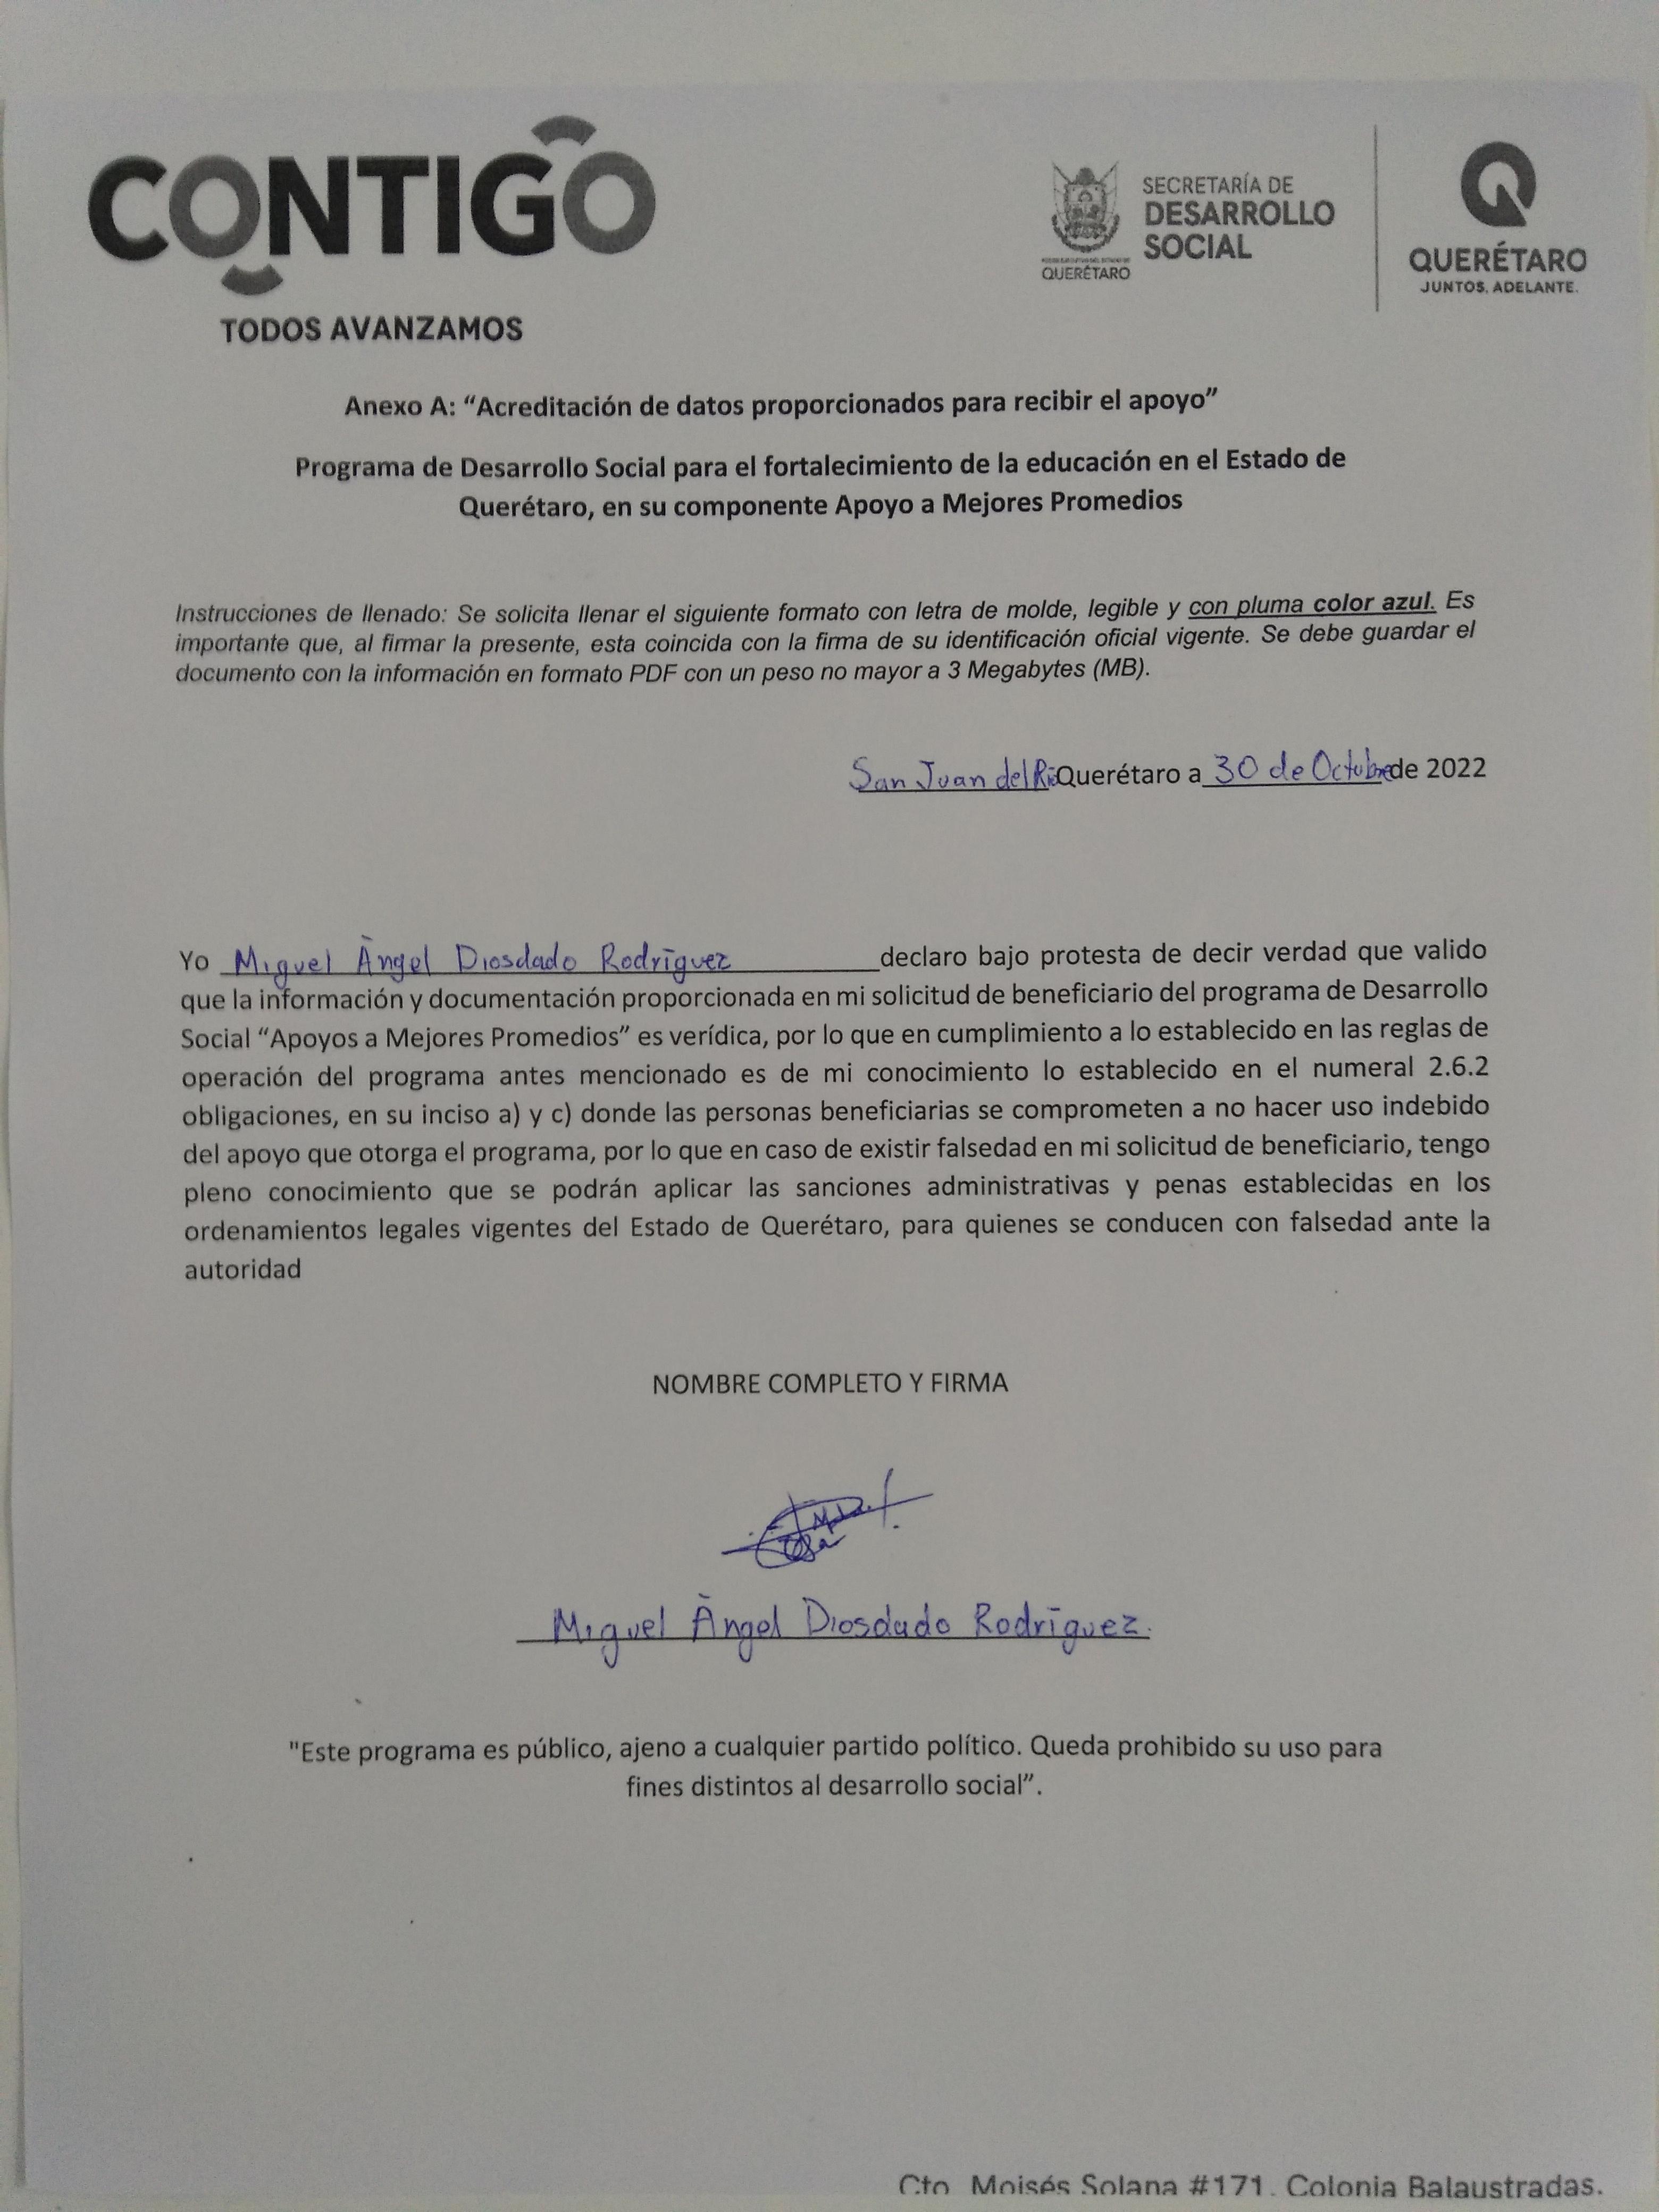 CONTIGO
TODOS AVANZAMOS
SECRETARÍA DE
DESARROLLO
SOCIAL
QUERÉTARO
QUERÉTARO
JUNTOS, ADELANTE.
Anexo A: “Acreditación de datos proporcionados para recibir el apoyo”
Programa de Desarrollo Social para el fortalecimiento de la educación en el Estado de
Querétaro, en su componente Apoyo a Mejores Promedios
Instrucciones de llenado: Se solicita llenar el siguiente formato con letra de molde, legible y con pluma color azul. Es
importante que, al firmar la presente, esta coincida con la firma de su identificación oficial vigente. Se debe guardar el
documento con la información en formato PDF con un peso no mayor a 3 Megabytes (MB).
San Juan del Río Querétaro a 30 de Octubre de 2022
Yo Miguel Àngel Diosdado Rodríguez declaro bajo protesta de decir verdad que valido
que la información y documentación proporcionada en mi solicitud de beneficiario del programa de Desarrollo
Social “Apoyos a Mejores Promedios” es verídica, por lo que en cumplimiento a lo establecido en las reglas de
operación del programa antes mencionado es de mi conocimiento lo establecido en el numeral 2.6.2
obligaciones, en su inciso a) y c) donde las personas beneficiarias se comprometen a no hacer uso indebido
del apoyo que otorga el programa, por lo que en caso de existir falsedad en mi solicitud de beneficiario, tengo
pleno conocimiento que se podrán aplicar las sanciones administrativas y penas establecidas en los
ordenamientos legales vigentes del Estado de Querétaro, para quienes se conducen con falsedad ante la
autoridad
NOMBRE COMPLETO Y FIRMA
Miguel Àngel Diosdado Rodríguez.
"Este programa es público, ajeno a cualquier partido político. Queda prohibido su uso para
fines distintos al desarrollo social”.
Cto. Moisés Solana #171. Colonia Balaustradas.